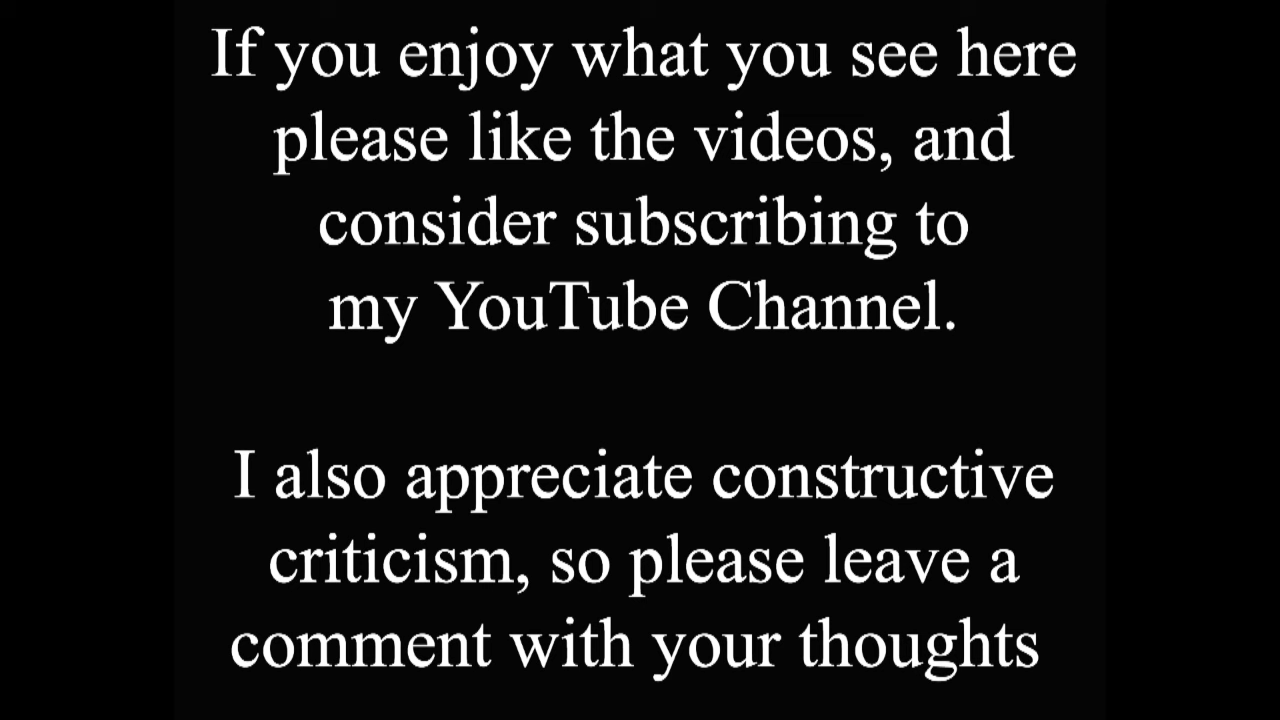 If you enjoy what you see here
please like the videos, and
consider subscribing to
my YouTube Channel.
I also appreciate constructive
criticism, so please leave a
comment with your thoughts